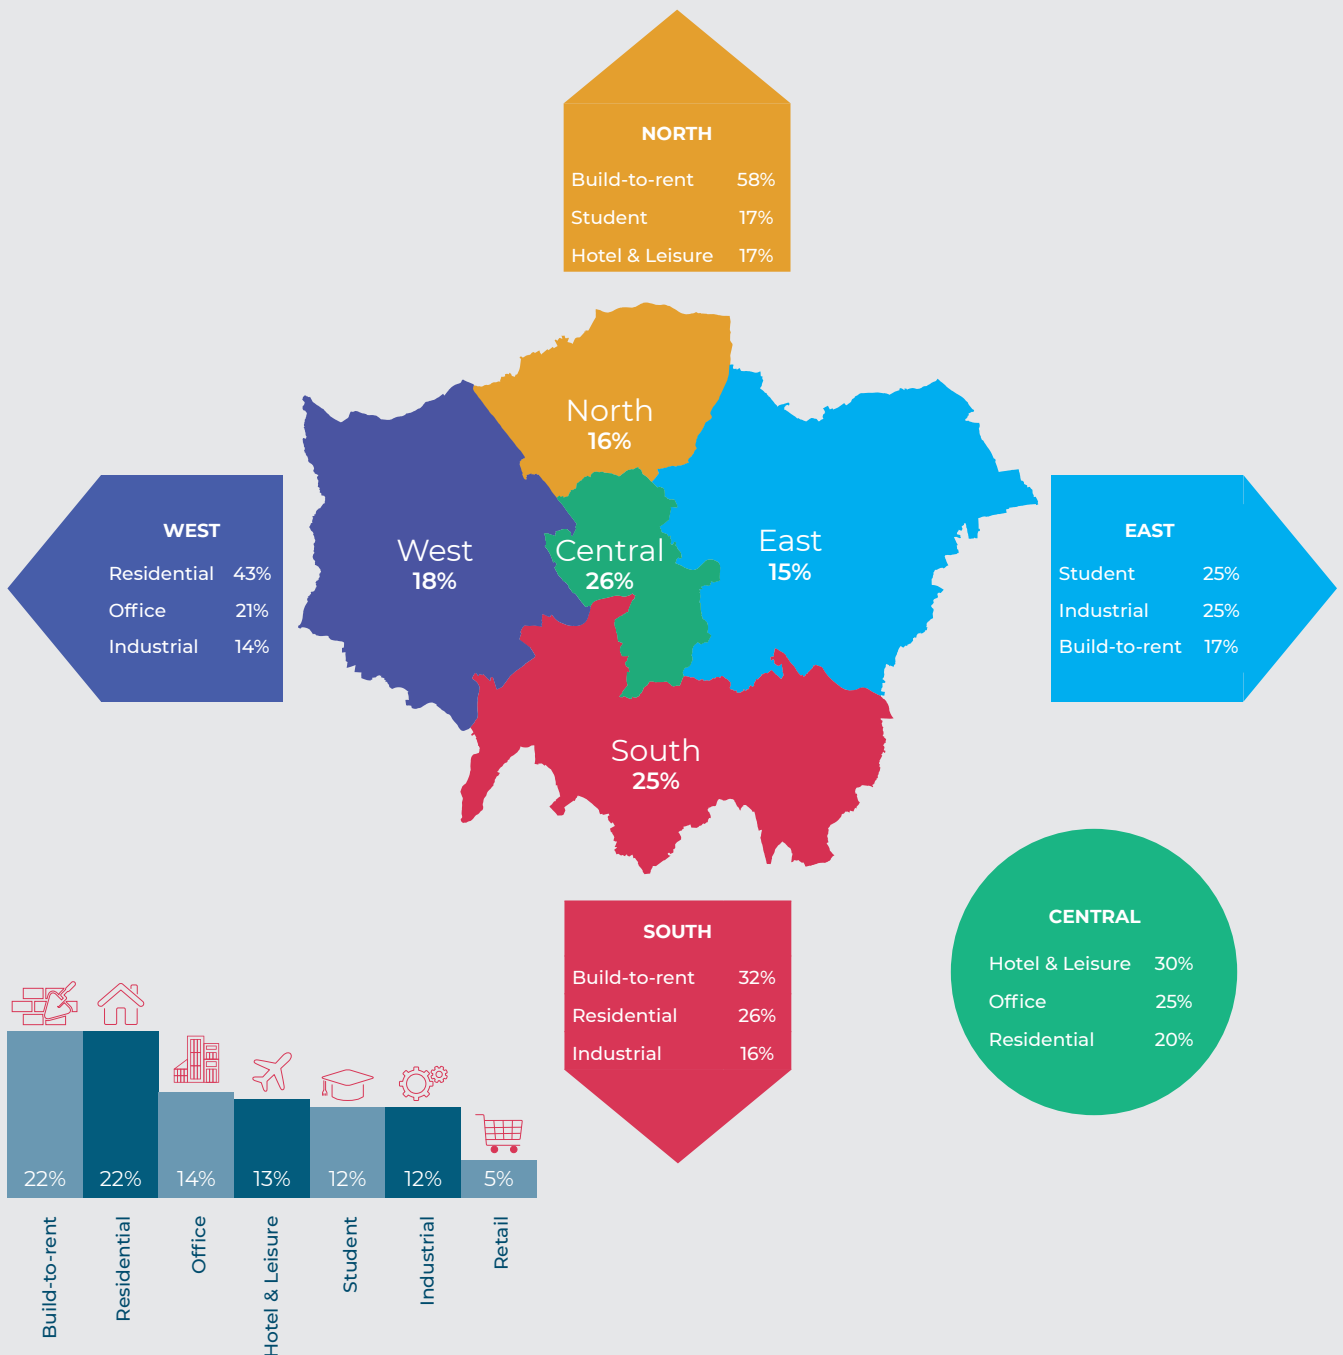 NORTH
Build-to-rent 58%
Student 17%
Hotel & Leisure 17%
North
16%
West
18%
Central
26%
East
15%
South
25%
WEST
Residential 43%
Office 21%
Industrial 14%
EAST
Student 25%
Industrial 25%
Build-to-rent 17%
SOUTH
Build-to-rent 32%
Residential 26%
Industrial 16%
CENTRAL
Hotel & Leisure 30%
Office 25%
Residential 20%
22% 22% 14% 13% 12% 12% 5%
Build-to-rent
Residential
Office
Hotel & Leisure
Student
Industrial
Retail